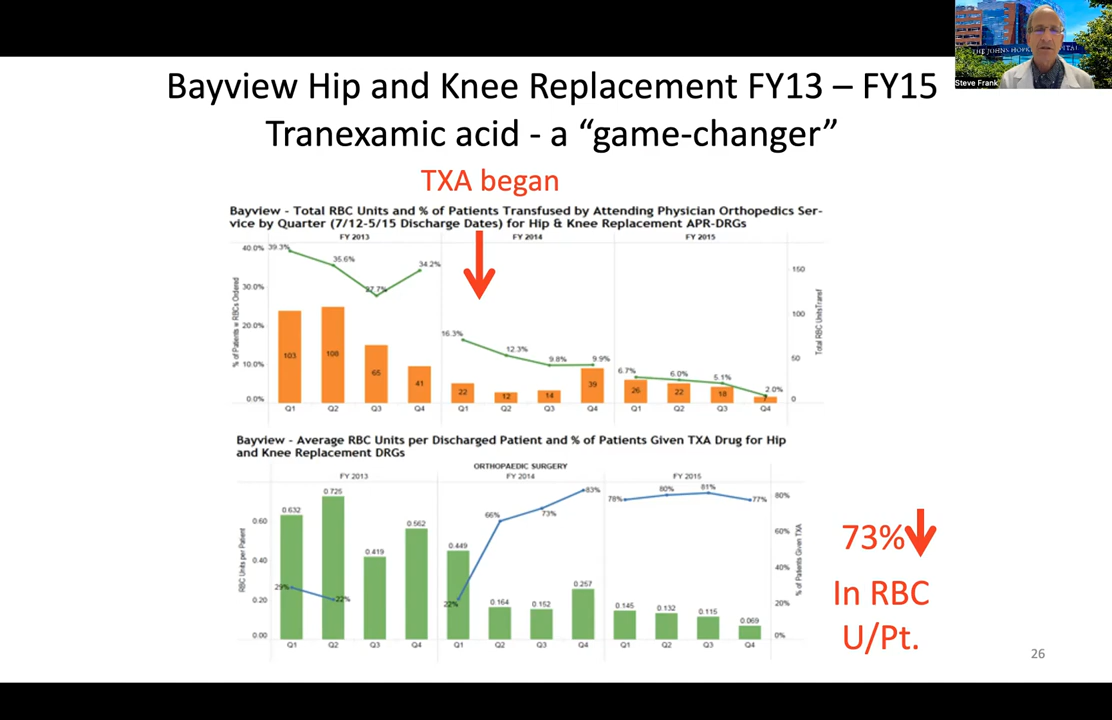 THE JOHNS HOPKINS HOSPITAL
Steve Frank
Bayview Hip and Knee Replacement FY13 – FY15
Tranexamic acid - a “game-changer”
TXA began
Bayview - Total RBC Units and % of Patients Transfused by Attending Physician Orthopedics Ser-
vice by Quarter (7/12-5/15 Discharge Dates) for Hip & Knee Replacement APR-DRGs
FY 2013 FY 2014 FY 2015
% of Patients w RBCs Ordered
40.0%
30.0%
20.0%
10.0%
0.0%
39.3% 35.6% 27.7% 34.2% 16.3% 12.3% 9.8% 9.9% 6.7% 6.0% 5.1% 2.0%
103 108 65 41 22 12 14 39 26 22 18 7
150
100
50
0
Total RBC Units Transf
Q1 Q2 Q3 Q4 Q1 Q2 Q3 Q4 Q1 Q2 Q3 Q4
Bayview - Average RBC Units per Discharged Patient and % of Patients Given TXA Drug for Hip
and Knee Replacement DRGs
ORTHOPAEDIC SURGERY
FY 2013 FY 2014 FY 2015
RBC Units per Patient
0.60
0.40
0.20
0.00
0.632 0.725 0.419 0.562 0.449 0.164 0.152 0.257 0.145 0.132 0.115 0.069
29% 22% 22% 66% 73% 83% 78% 80% 81% 77%
80%
60%
40%
20%
0%
% of Patients Given TXA
Q1 Q2 Q3 Q4 Q1 Q2 Q3 Q4 Q1 Q2 Q3 Q4
73%
In RBC
U/Pt.
26